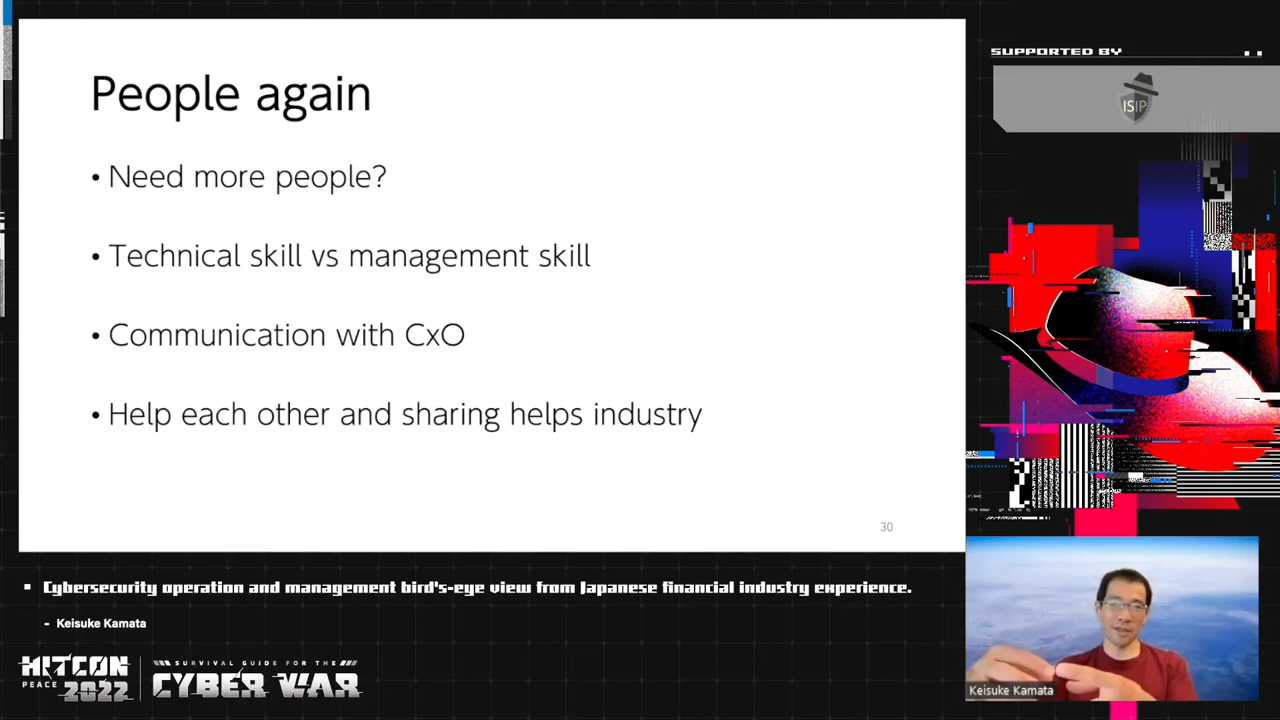 SUPPORTED BY
ISIP
People again
• Need more people?
• Technical skill vs management skill
• Communication with CxO
• Help each other and sharing helps industry
30
Cybersecurity operation and management bird's-eye view from Japanese financial industry experience.
- Keisuke Kamata
HITCON
PEACE 2022
SURVIVAL GUIDE FOR THE
CYBER WAR
Keisuke Kamata